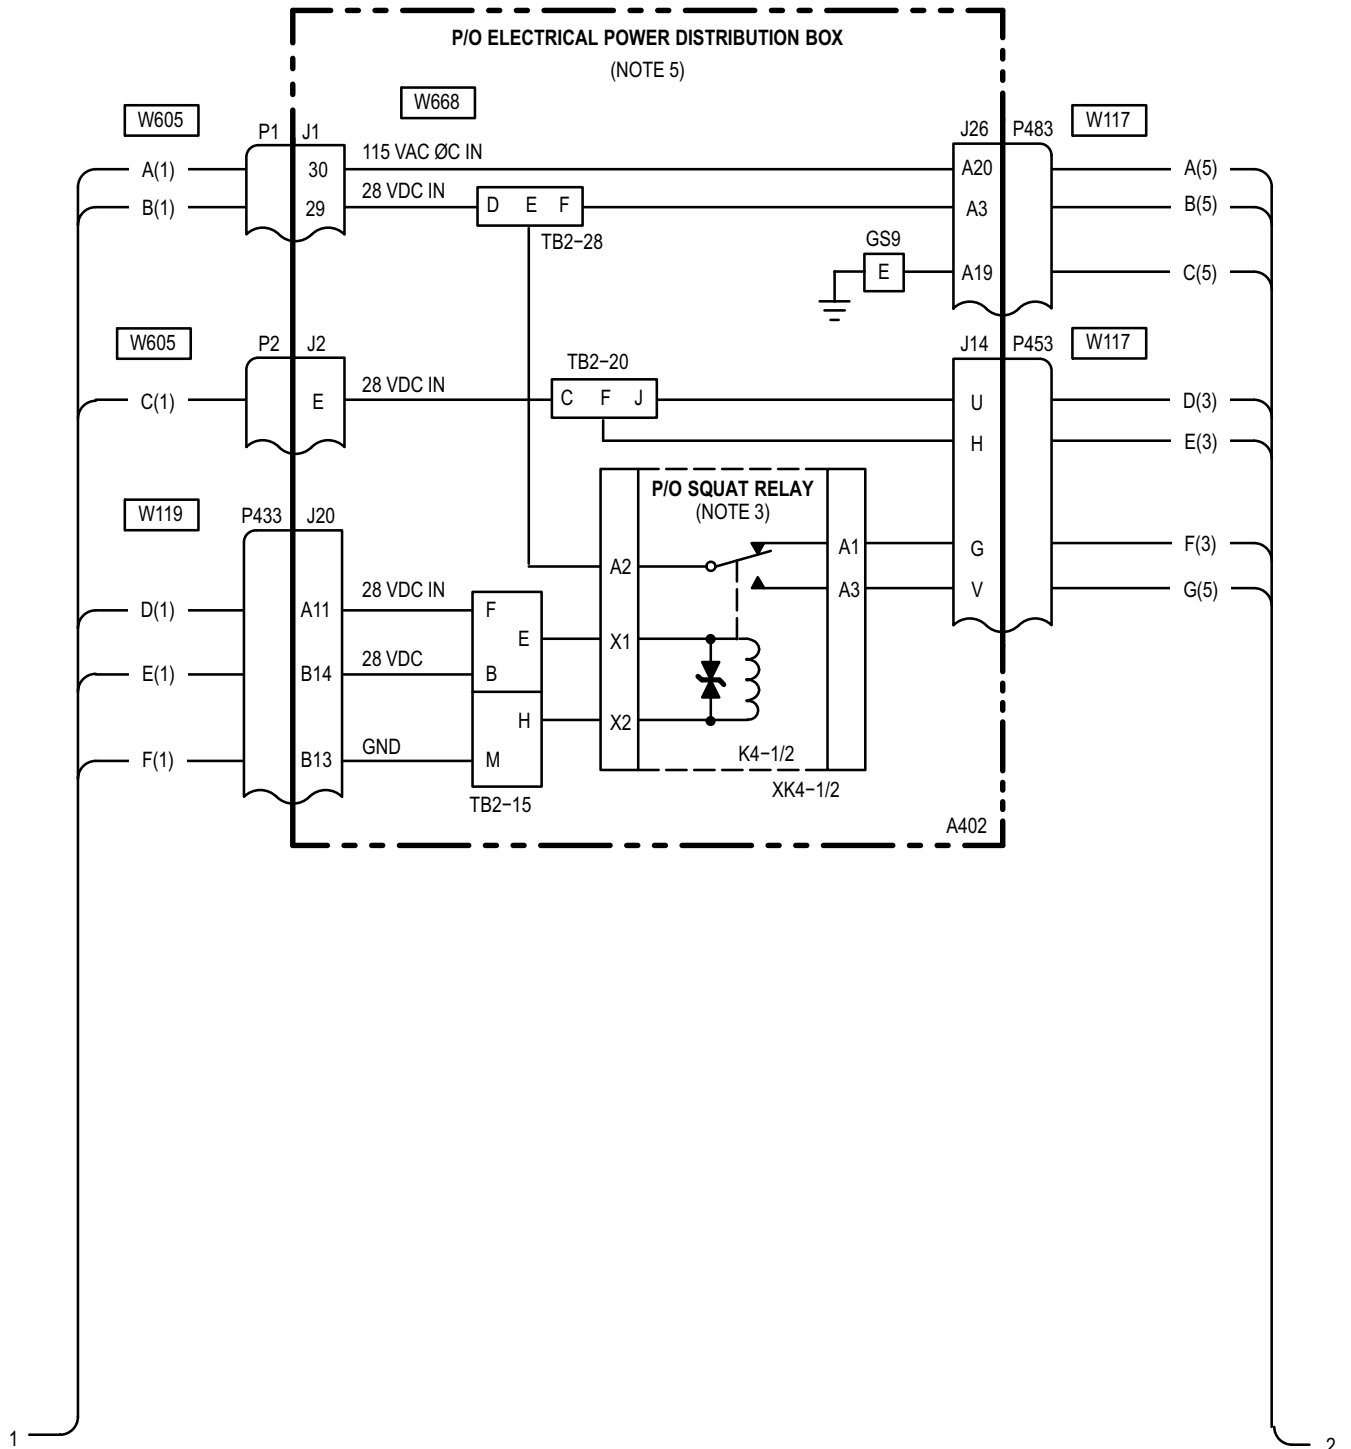 P/O ELECTRICAL POWER DISTRIBUTION BOX
(NOTE 5)
W605
W668
W117
P1 J1
J26 P483
A(1) 30 115 VAC ØC IN A20 A(5)
B(1) 29 28 VDC IN D E F A3 B(5)
TB2−28
GS9
E A19 C(5)
W605
W117
P2 J2
J14 P453
TB2−20
C(1) E 28 VDC IN C F J U D(3)
H E(3)
P/O SQUAT RELAY
(NOTE 3)
W119
P433 J20
A2 A1 G F(3)
A3 V G(5)
D(1) A11 28 VDC IN F
E X1
E(1) B14 28 VDC B
H X2
F(1) B13 GND M
K4−1/2
XK4−1/2
TB2−15
A402
1
2